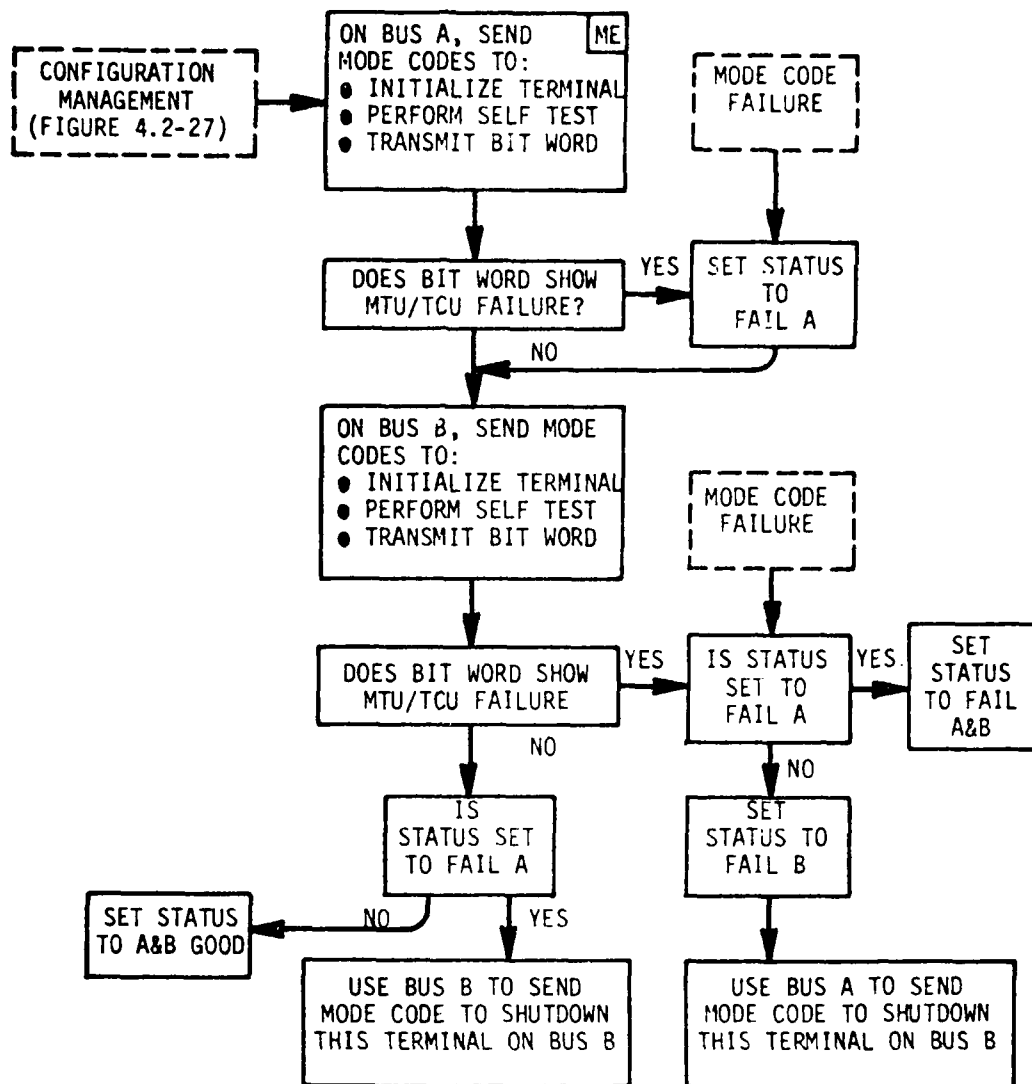 ON BUS A, SEND
ME
MODE CODES TO:
● INITIALIZE TERMINAL
● PERFORM SELF TEST
● TRANSMIT BIT WORD
CONFIGURATION
MANAGEMENT
(FIGURE 4.2-27)
MODE CODE
FAILURE
DOES BIT WORD SHOW
MTU/TCU FAILURE?
YES
SET STATUS
TO
FAIL A
NO
ON BUS B, SEND MODE
CODES TO:
● INITIALIZE TERMINAL
● PERFORM SELF TEST
● TRANSMIT BIT WORD
MODE CODE
FAILURE
DOES BIT WORD SHOW
MTU/TCU FAILURE
YES
IS STATUS
SET TO
FAIL A
YES
SET
STATUS
TO FAIL
A&B
NO
NO
IS
STATUS SET
TO FAIL A
SET
STATUS TO
FAIL B
SET STATUS
TO A&B GOOD
NO
YES
USE BUS B TO SEND
MODE CODE TO SHUTDOWN
THIS TERMINAL ON BUS B
USE BUS A TO SEND
MODE CODE TO SHUTDOWN
THIS TERMINAL ON BUS B